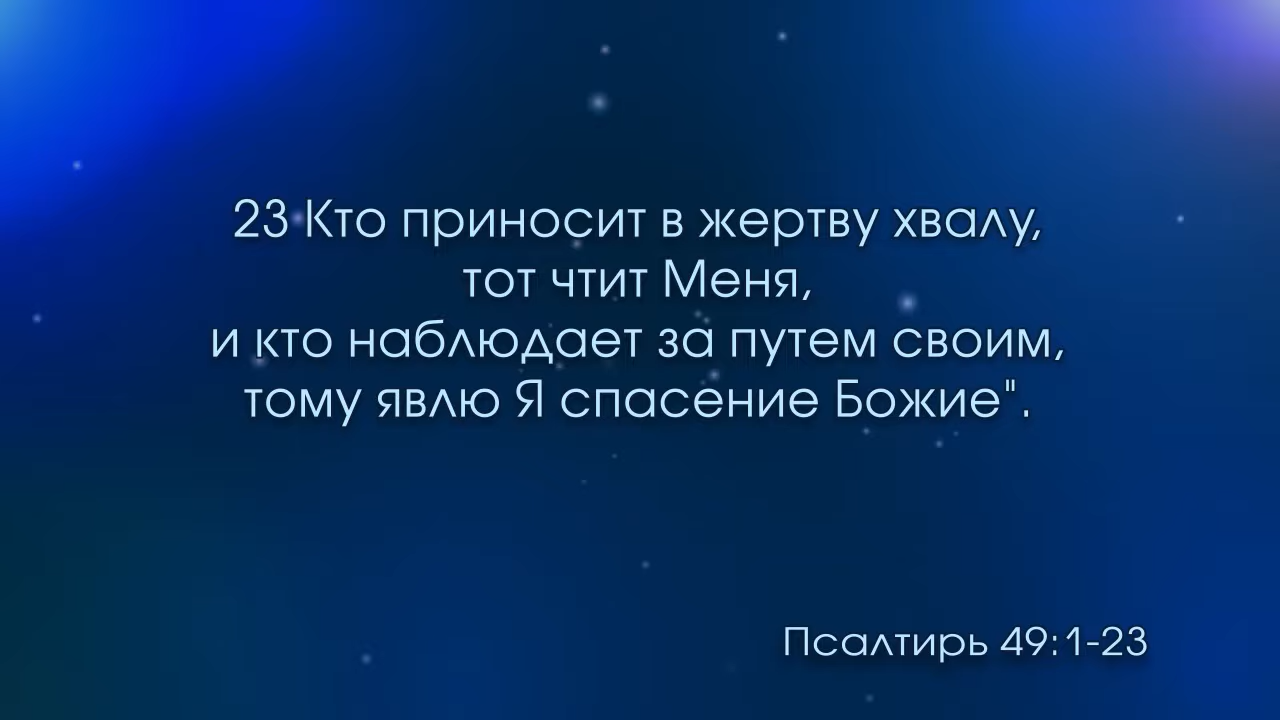 23 Кто приносит в жертву хвалу,
тот чтит Меня,
и кто наблюдает за путем своим,
тому явлю Я спасение Божие".
Псалтирь 49:1-23